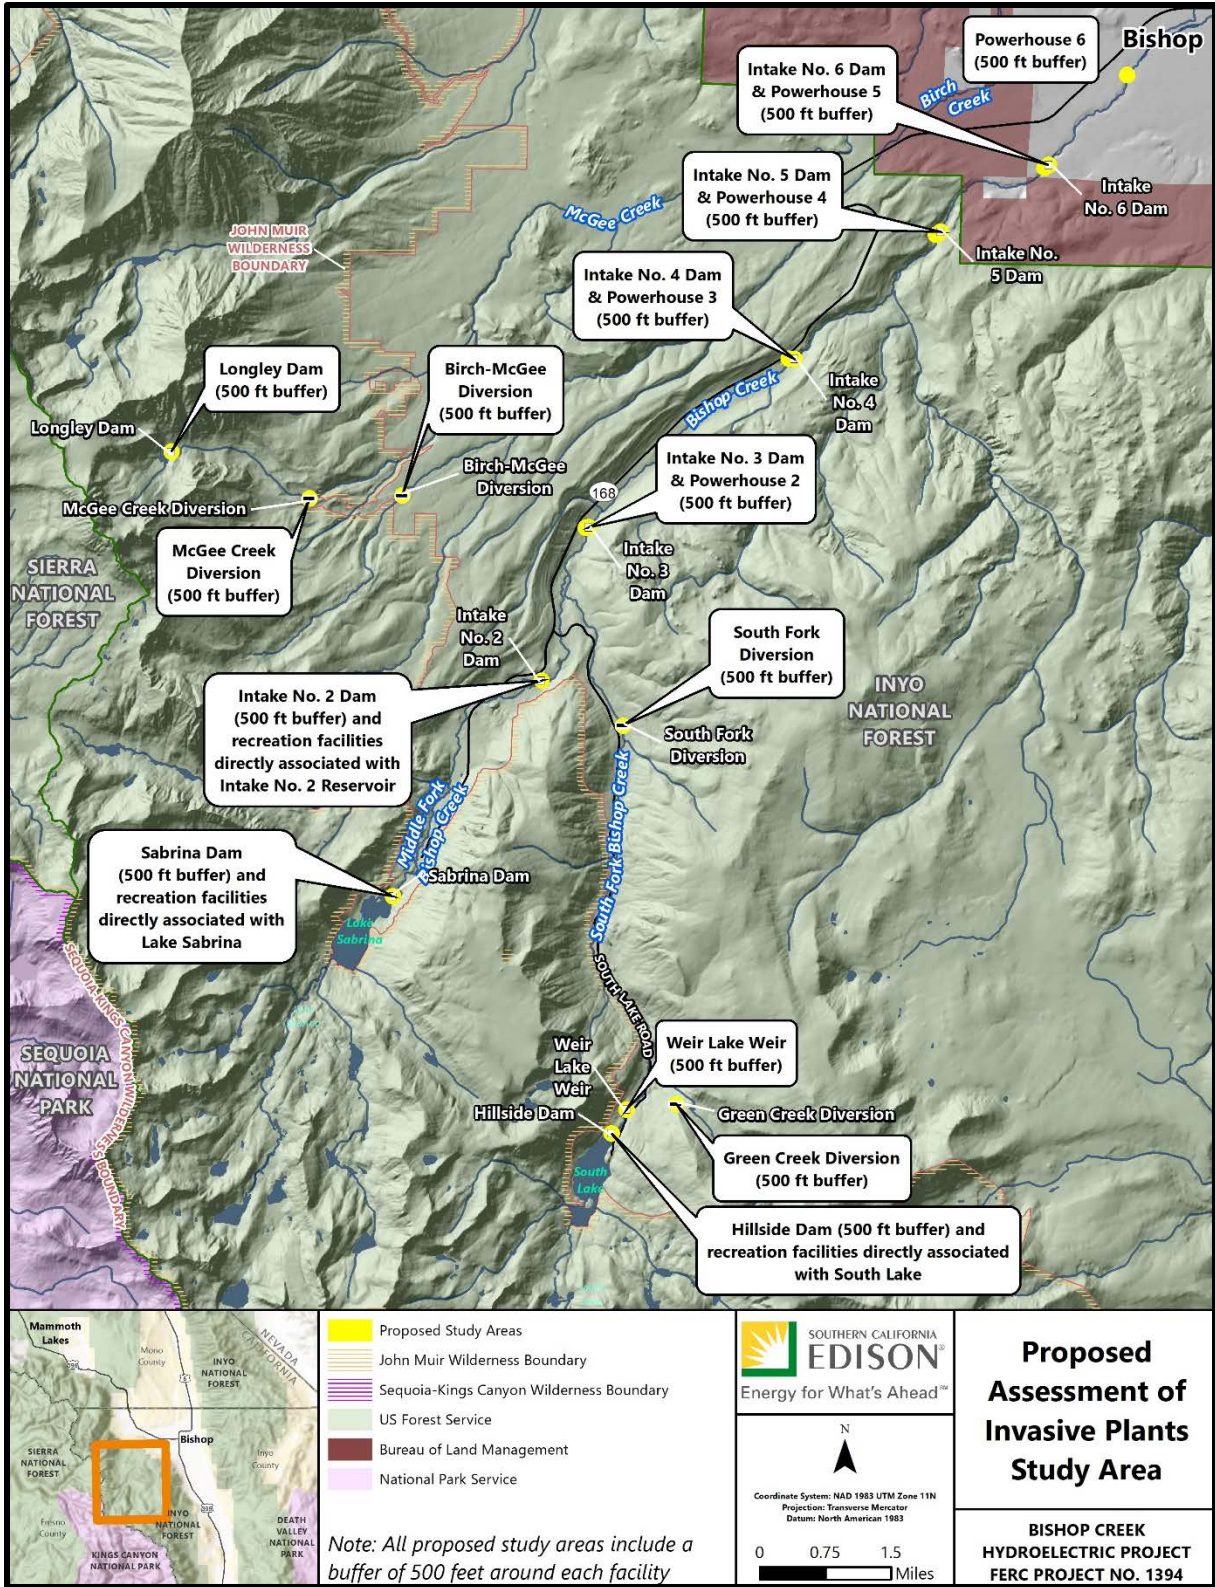 Bishop
Powerhouse 6
(500 ft buffer)
Intake No. 6 Dam
& Powerhouse 5
(500 ft buffer)
Birch
Creek
Intake
No. 6 Dam
Intake No. 5 Dam
& Powerhouse 4
(500 ft buffer)
McGee Creek
JOHN MUIR
WILDERNESS
BOUNDARY
Intake No.
5 Dam
Intake No. 4 Dam
& Powerhouse 3
(500 ft buffer)
Longley Dam
(500 ft buffer)
Birch-McGee
Diversion
(500 ft buffer)
Bishop Creek
Intake
No. 4
Dam
Longley Dam
Birch-McGee
Diversion
Intake No. 3 Dam
& Powerhouse 2
(500 ft buffer)
168
McGee Creek Diversion
McGee Creek
Diversion
(500 ft buffer)
Intake
No. 3
Dam
SIERRA
NATIONAL
FOREST
Intake
No. 2
Dam
South Fork
Diversion
(500 ft buffer)
INYO
NATIONAL
FOREST
Intake No. 2 Dam
(500 ft buffer) and
recreation facilities
directly associated with
Intake No. 2 Reservoir
South Fork
Diversion
Middle Fork
Bishop Creek
South Fork Bishop Creek
Sabrina Dam
(500 ft buffer) and
recreation facilities
directly associated with
Lake Sabrina
Sabrina Dam
Lake
Sabrina
SEQUOIA-KINGS CANYON WILDERNESS BOUNDARY
SOUTH LAKE ROAD
SEQUOIA
NATIONAL
PARK
Weir
Lake
Weir
Weir Lake Weir
(500 ft buffer)
Hillside Dam
Green Creek Diversion
Green Creek Diversion
(500 ft buffer)
South
Lake
Hillside Dam (500 ft buffer) and
recreation facilities directly associated
with South Lake
Mammoth
Lakes
Mono
County
NEVADA
CALIFORNIA
395
6
INYO
NATIONAL
FOREST
Bishop
SIERRA
NATIONAL
FOREST
Inyo
County
395
INYO
NATIONAL
FOREST
Fresno
County
DEATH
VALLEY
NATIONAL
PARK
KINGS CANYON
NATIONAL PARK
Proposed Study Areas
John Muir Wilderness Boundary
Sequoia-Kings Canyon Wilderness Boundary
US Forest Service
Bureau of Land Management
National Park Service
Note: All proposed study areas include a
buffer of 500 feet around each facility
SOUTHERN CALIFORNIA
EDISON®
Energy for What's Ahead℠
N
Coordinate System: NAD 1983 UTM Zone 11N
Projection: Transverse Mercator
Datum: North American 1983
0 0.75 1.5
Miles
Proposed
Assessment of
Invasive Plants
Study Area
BISHOP CREEK
HYDROELECTRIC PROJECT
FERC PROJECT NO. 1394